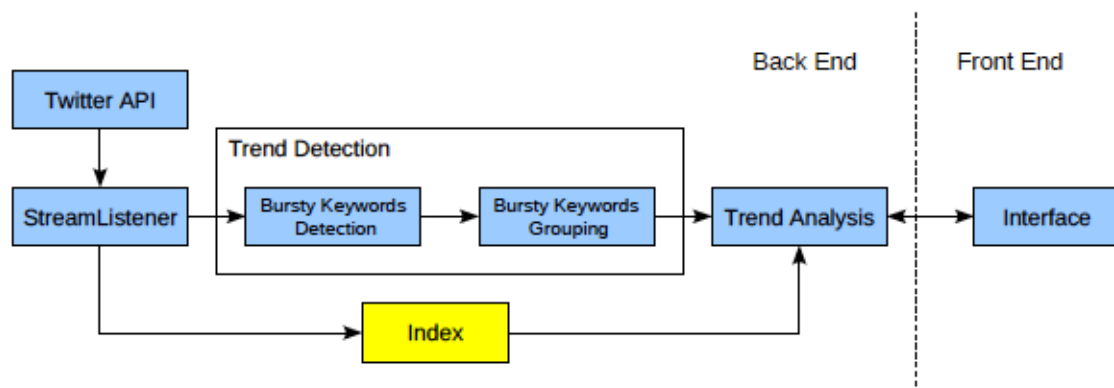 Back End
Front End
Twitter API
Trend Detection
StreamListener
Bursty Keywords
Detection
Bursty Keywords
Grouping
Trend Analysis
Interface
Index